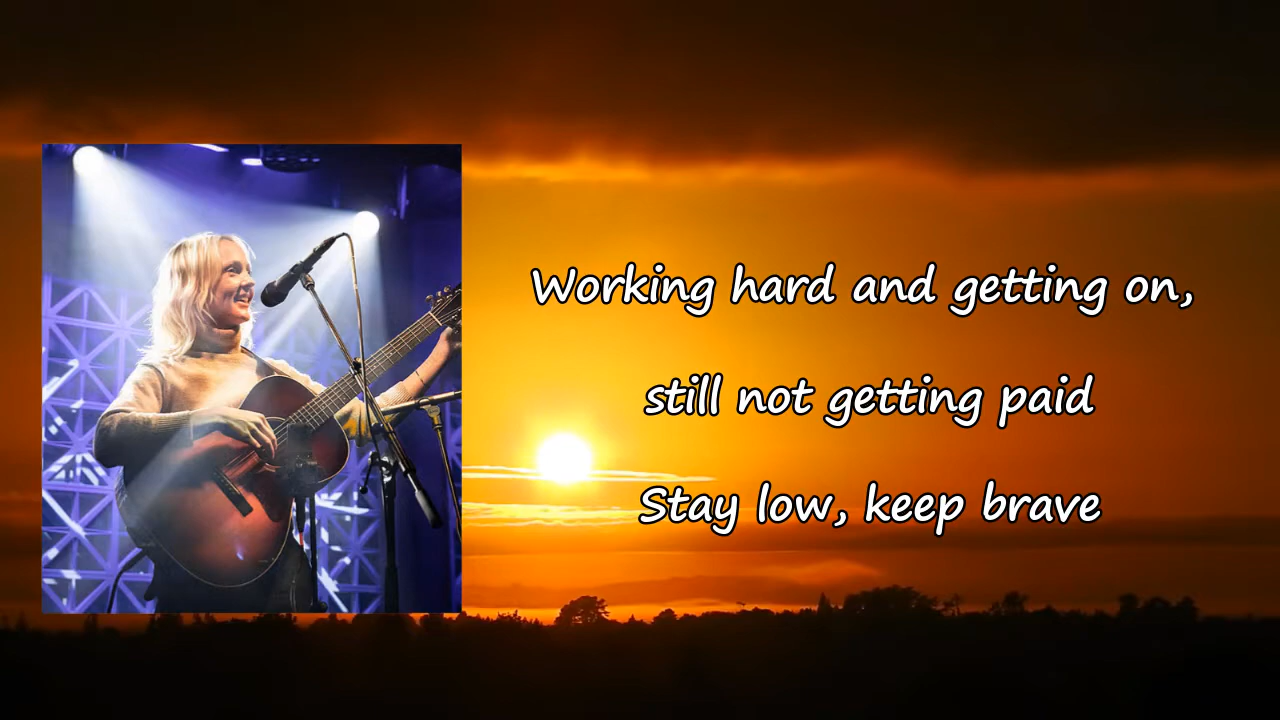 Working hard and getting on,
still not getting paid
Stay low, keep brave